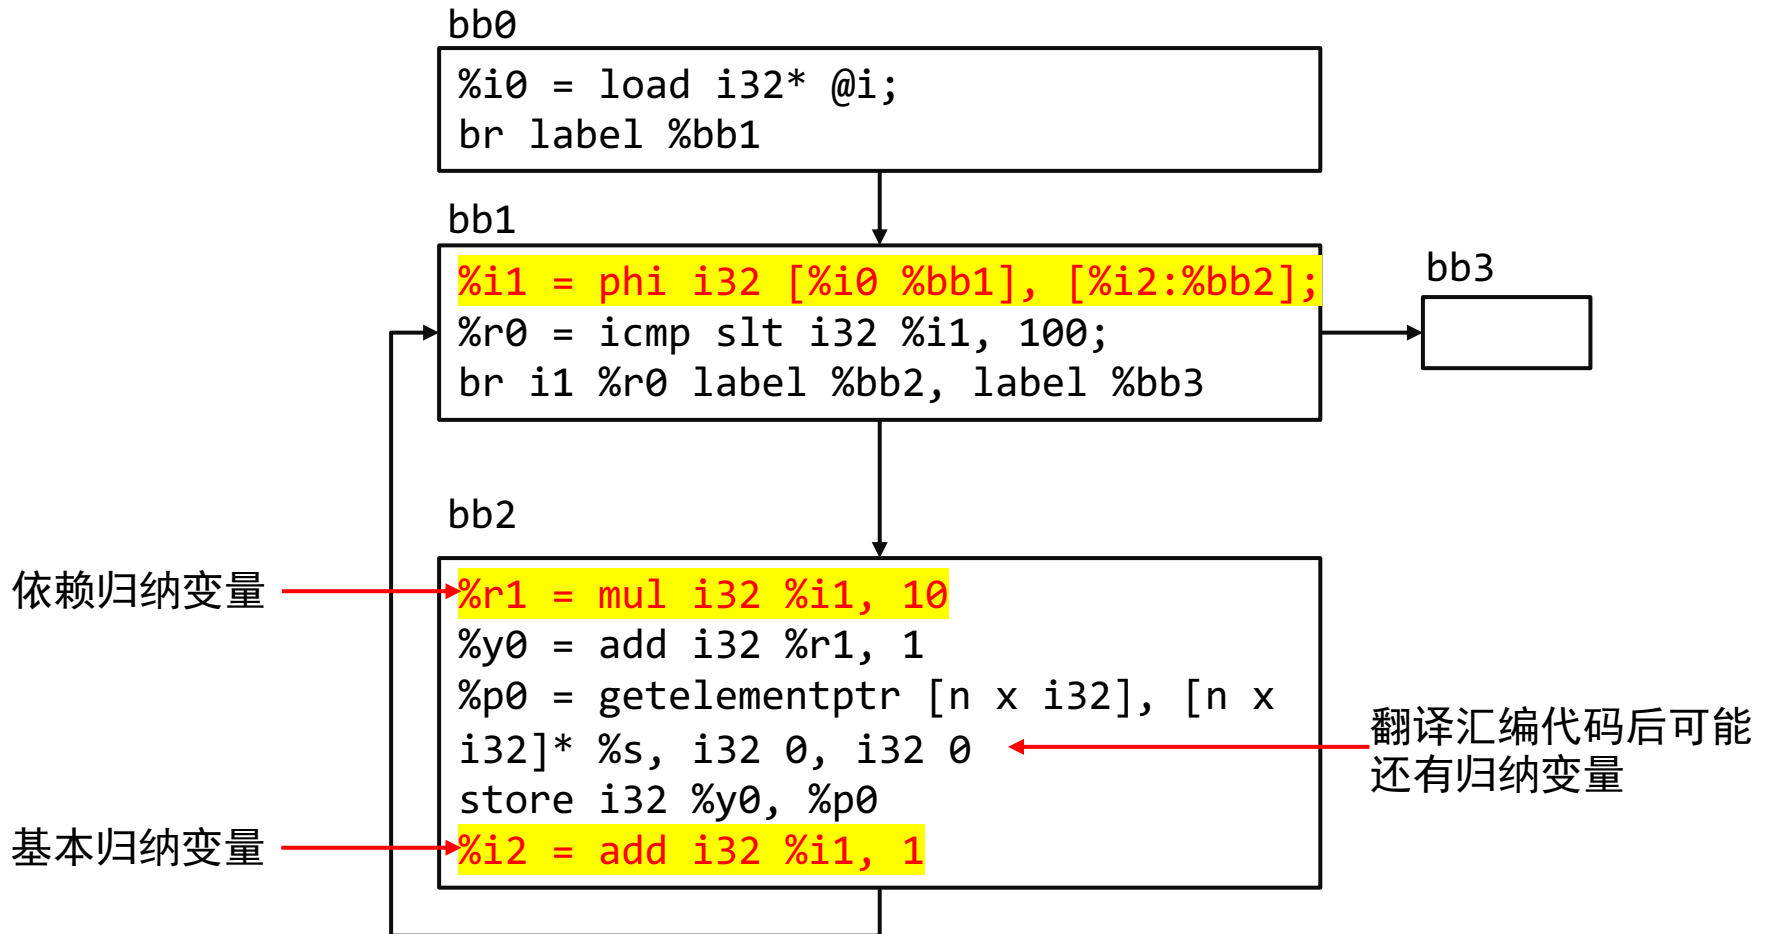 bb0
%i0 = load i32* @i;
br label %bb1
bb1
%i1 = phi i32 [%i0 %bb1], [%i2:%bb2];
%r0 = icmp slt i32 %i1, 100;
br i1 %r0 label %bb2, label %bb3
bb3
bb2
依赖归纳变量
%r1 = mul i32 %i1, 10
%y0 = add i32 %r1, 1
%p0 = getelementptr [n x i32], [n x
i32]* %s, i32 0, i32 0
翻译汇编代码后可能
还有归纳变量
store i32 %y0, %p0
基本归纳变量
%i2 = add i32 %i1, 1